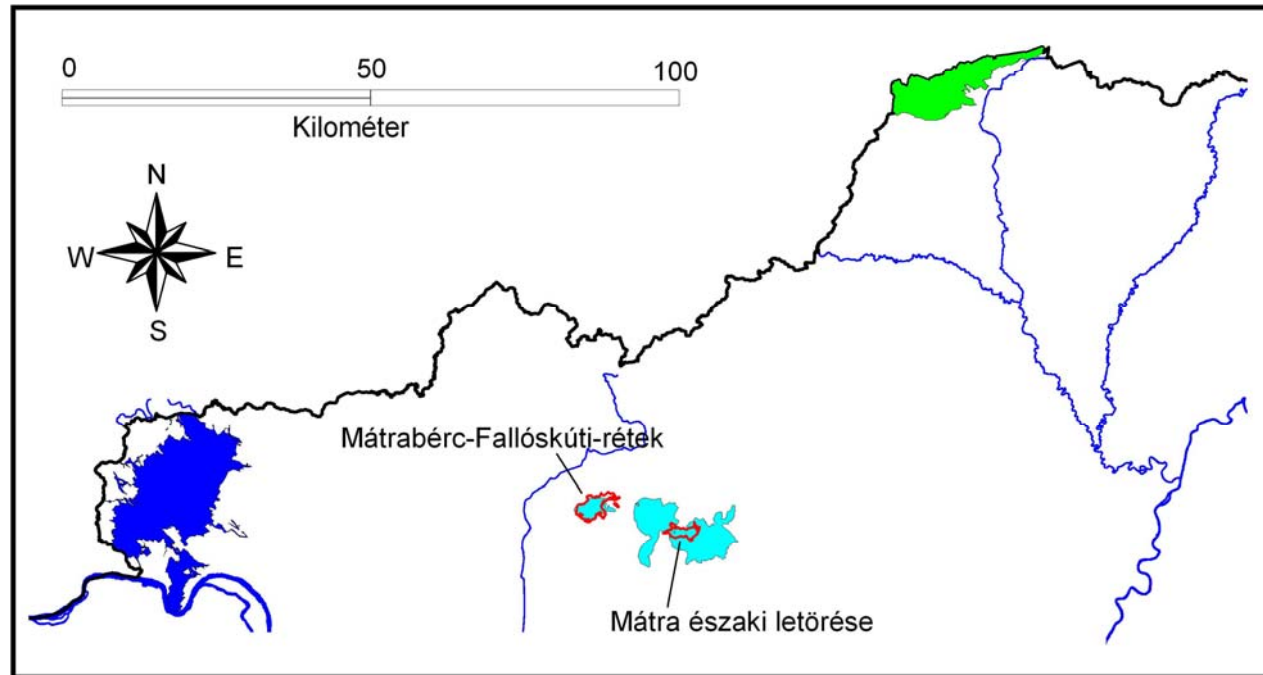 0 50 100
Kilométer
N
W E
S
Mátrabérc-Fallóskúti-rétek
Mátra északi letörése